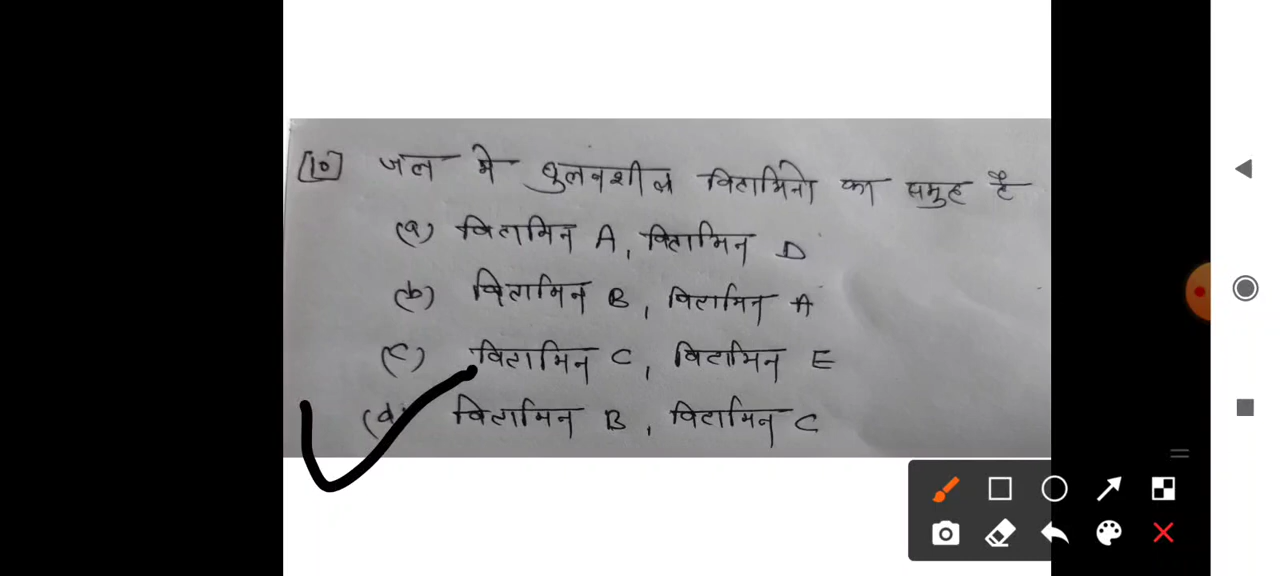 [10] जल मे घुलनशील विटामिनो का समुह है
(a) विटामिन A, विटामिन D
(b) विटामिन B, विटामिन A
(c) विटामिन C, विटामिन E
(d) विटामिन B, विटामिन C